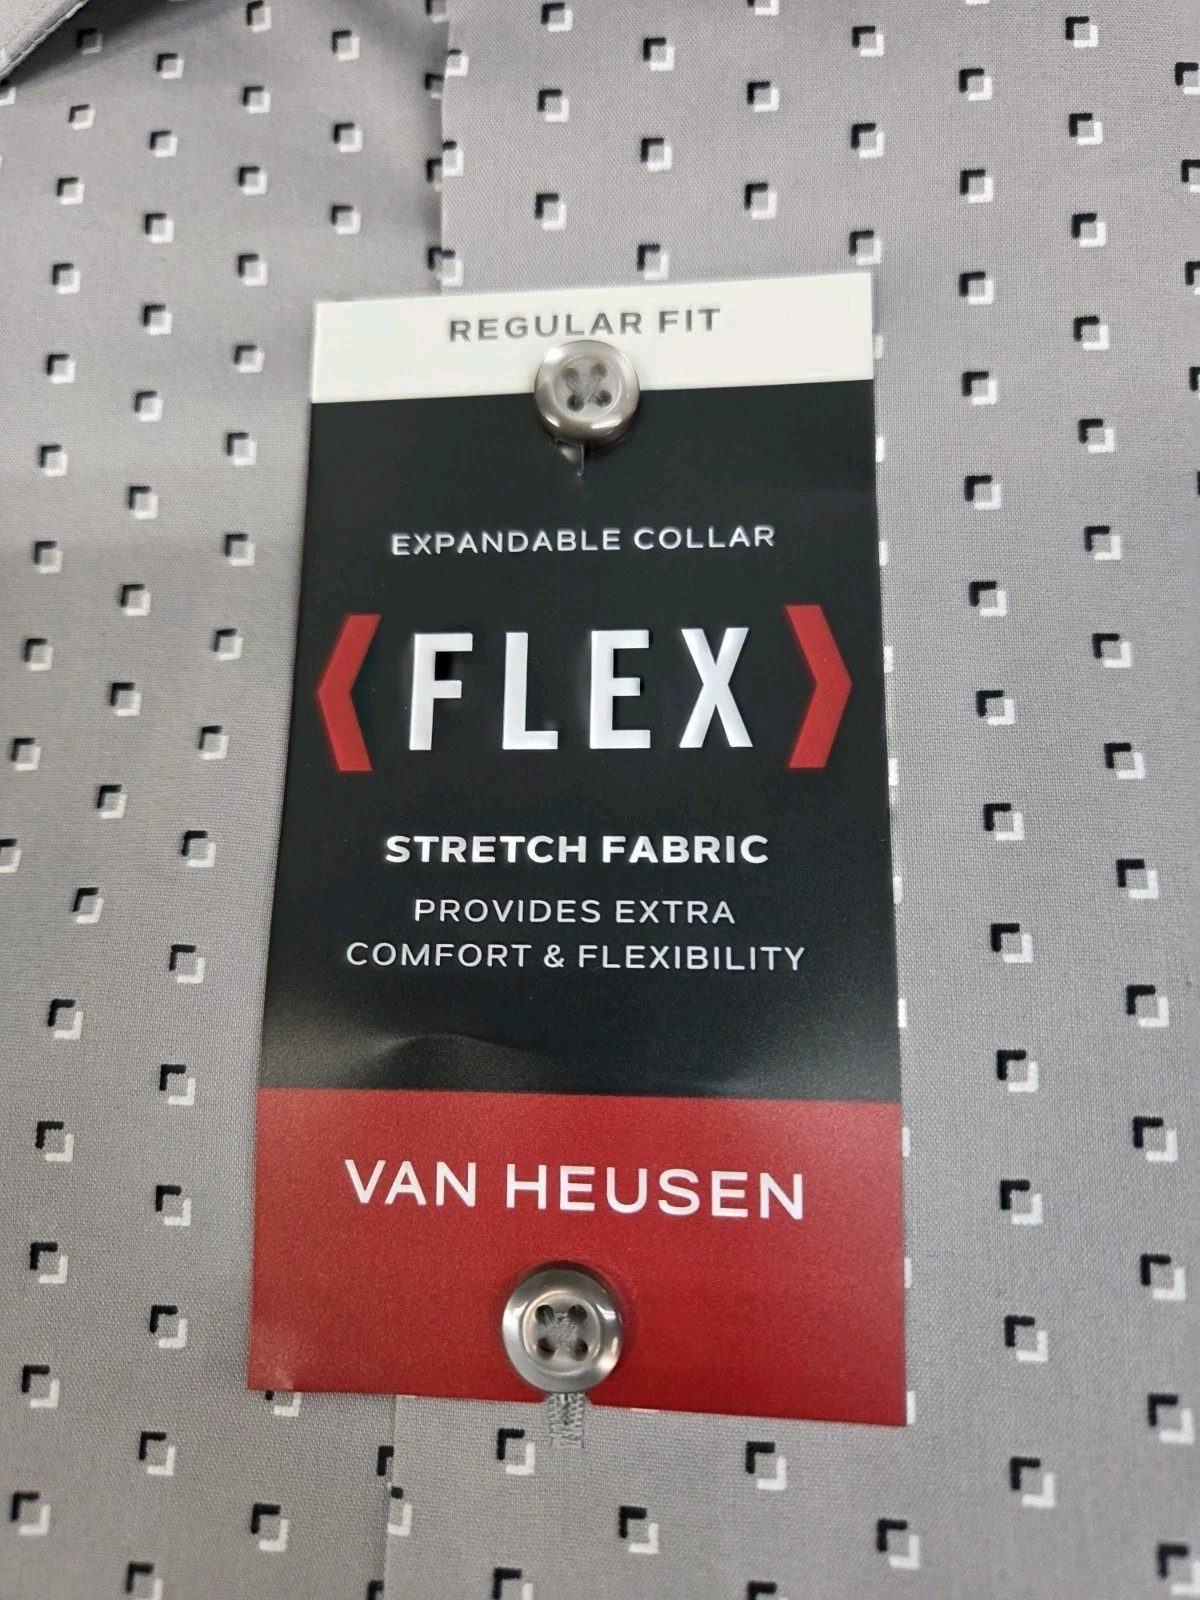 REGULAR FIT
EXPANDABLE COLLAR
FLEX
STRETCH FABRIC
PROVIDES EXTRA
COMFORT & FLEXIBILITY
VAN HEUSEN